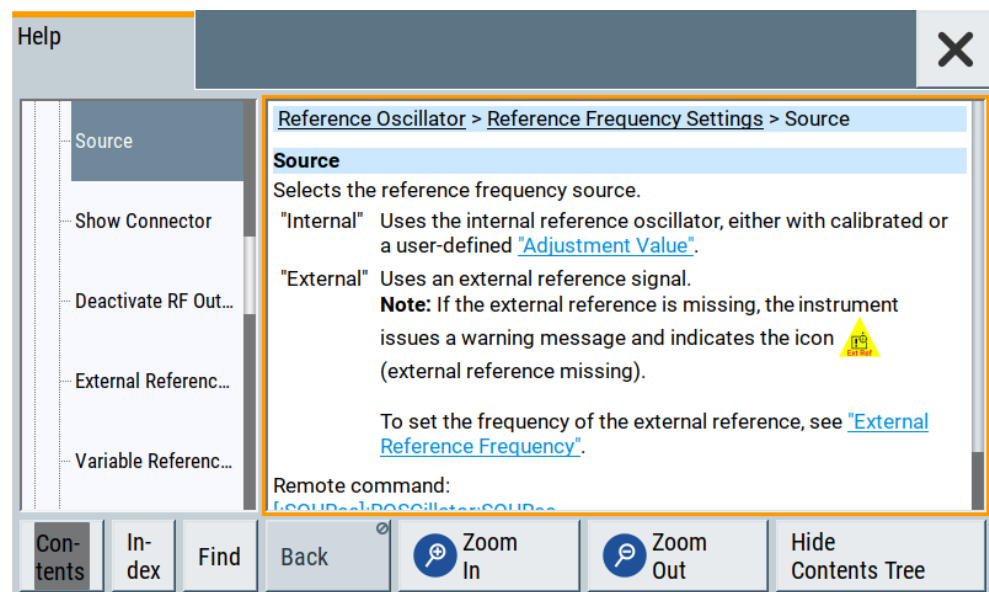 Help
Source
Show Connector
Deactivate RF Out...
External Referenc...
Variable Referenc...
Reference Oscillator > Reference Frequency Settings > Source
Source
Selects the reference frequency source.
"Internal" Uses the internal reference oscillator, either with calibrated or
a user-defined "Adjustment Value".
"External" Uses an external reference signal.
Note: If the external reference is missing, the instrument
issues a warning message and indicates the icon
Ext Ref
(external reference missing).
To set the frequency of the external reference, see "External
Reference Frequency".
Remote command:
[:SOURce]:ROSCillator:SOURce
Con-
tents
In-
dex
Find
Back
Zoom
In
Zoom
Out
Hide
Contents Tree